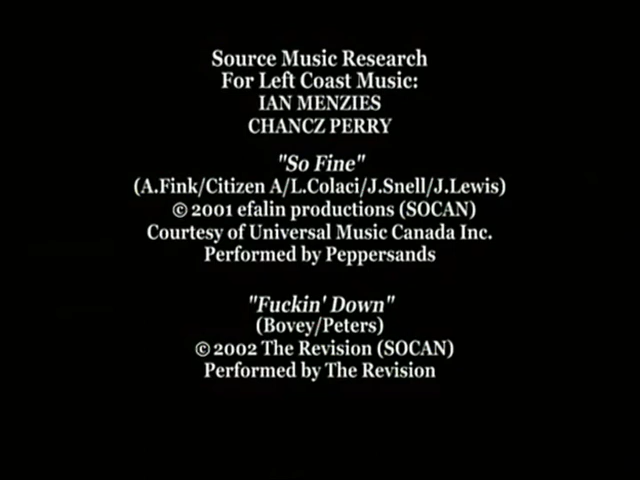 Source Music Research
For Left Coast Music:
IAN MENZIES
CHANCZ PERRY
"So Fine"
(A.Fink/Citizen A/L.Colaci/J.Snell/J.Lewis)
© 2001 efalin productions (SOCAN)
Courtesy of Universal Music Canada Inc.
Performed by Peppersands
"Fuckin' Down"
(Bovey/Peters)
© 2002 The Revision (SOCAN)
Performed by The Revision